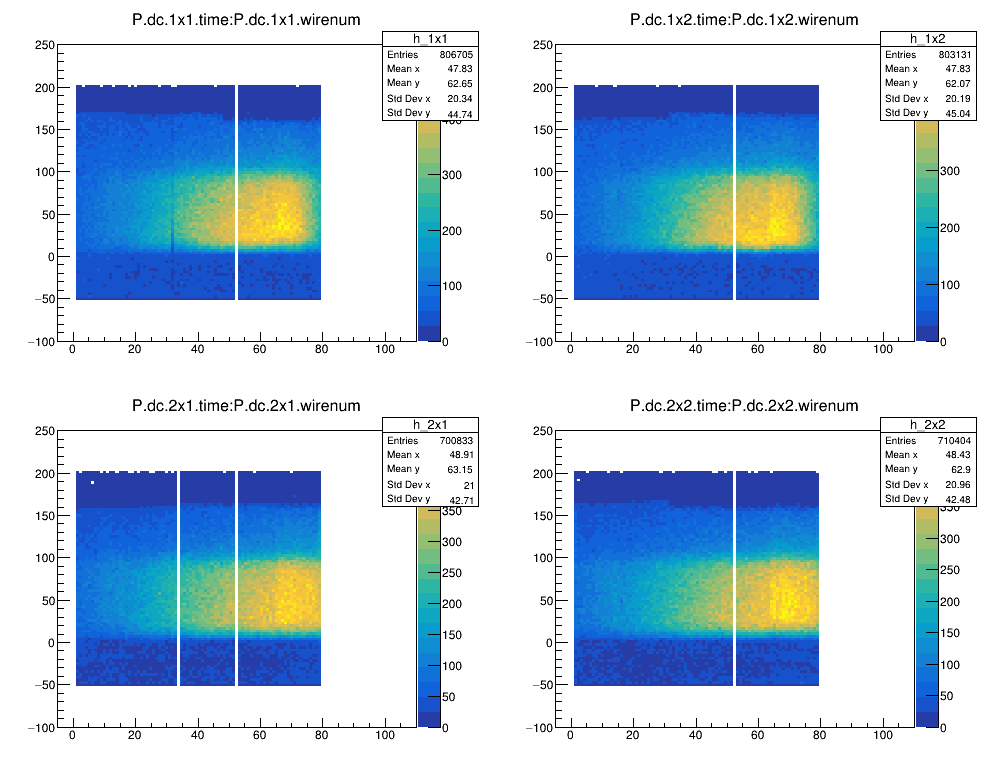 P.dc.1x1.time:P.dc.1x1.wirenum
h_1x1
Entries 806705
Mean x 47.83
Mean y 62.65
Std Dev x 20.34
Std Dev y 44.74
250
200
150
100
50
0
−50
−100
0 20 40 60 80 100
400
300
200
100
0
P.dc.1x2.time:P.dc.1x2.wirenum
h_1x2
Entries 803131
Mean x 47.83
Mean y 62.07
Std Dev x 20.19
Std Dev y 45.04
250
200
150
100
50
0
−50
−100
0 20 40 60 80 100
300
200
100
0
P.dc.2x1.time:P.dc.2x1.wirenum
h_2x1
Entries 700833
Mean x 48.91
Mean y 63.15
Std Dev x 21
Std Dev y 42.71
250
200
150
100
50
0
−50
−100
0 20 40 60 80 100
350
300
250
200
150
100
50
0
P.dc.2x2.time:P.dc.2x2.wirenum
h_2x2
Entries 710404
Mean x 48.43
Mean y 62.9
Std Dev x 20.96
Std Dev y 42.48
250
200
150
100
50
0
−50
−100
0 20 40 60 80 100
350
300
250
200
150
100
50
0